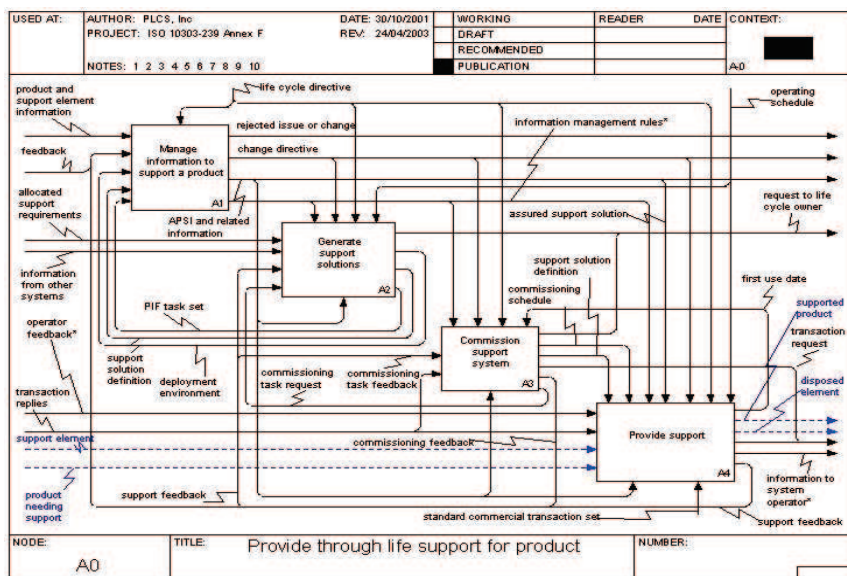 USED AT:
AUTHOR: PLCS, Inc
DATE: 30/10/2001
PROJECT: ISO 10303-239 Annex F
REV: 24/04/2003
NOTES: 1 2 3 4 5 6 7 8 9 10
WORKING
DRAFT
RECOMMENDED
PUBLICATION
READER
DATE
CONTEXT:
A-0
product and
support element
information
life cycle directive
operating
schedule
rejected issue or change
information management rules*
Manage
information to
support a product
A1
feedback
change directive
allocated
support
requirements
APSI and related
information
assured support solution
request to life
cycle owner
Generate
support
solutions
A2
support solution
definition
commissioning
schedule
information
from other
systems
first use date
PIF task set
supported
product
operator
feedback*
transaction
request
Commission
support
system
A3
support
solution
definition
deployment
environment
commissioning
task request
commissioning
task feedback
disposed
element
transaction
replies
Provide support
A4
support element
commissioning feedback
product
needing
support
support feedback
information to
system
operator*
standard commercial transaction set
support feedback
NODE:
A0
TITLE:
Provide through life support for product
NUMBER: